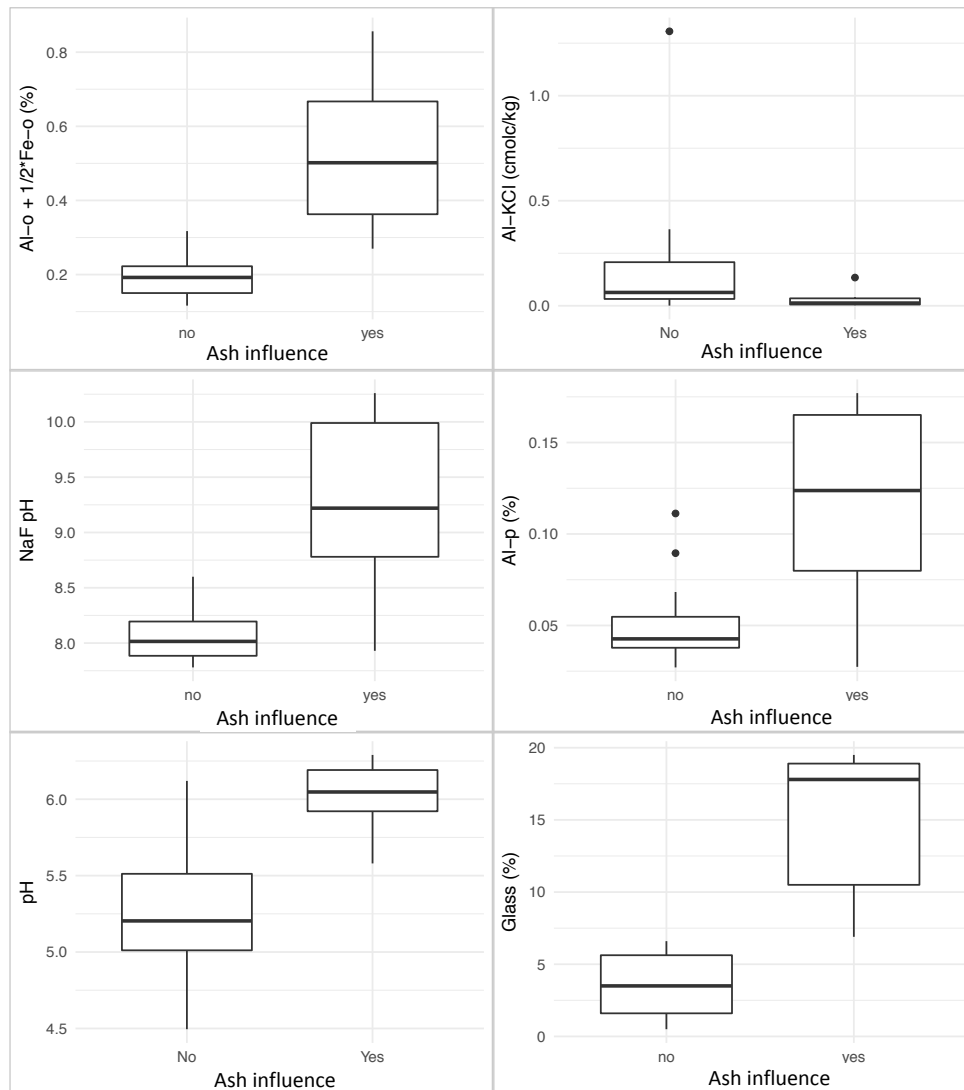 Al−o + 1/2*Fe−o (%)
0.8
0.6
0.4
0.2
no yes
Ash influence
Al−KCl (cmolc/kg)
1.0
0.5
0.0
No Yes
Ash influence
NaF pH
10.0
9.5
9.0
8.5
8.0
no yes
Ash influence
Al−p (%)
0.15
0.10
0.05
no yes
Ash influence
pH
6.0
5.5
5.0
4.5
No Yes
Ash influence
Glass (%)
20
15
10
5
0
no yes
Ash influence